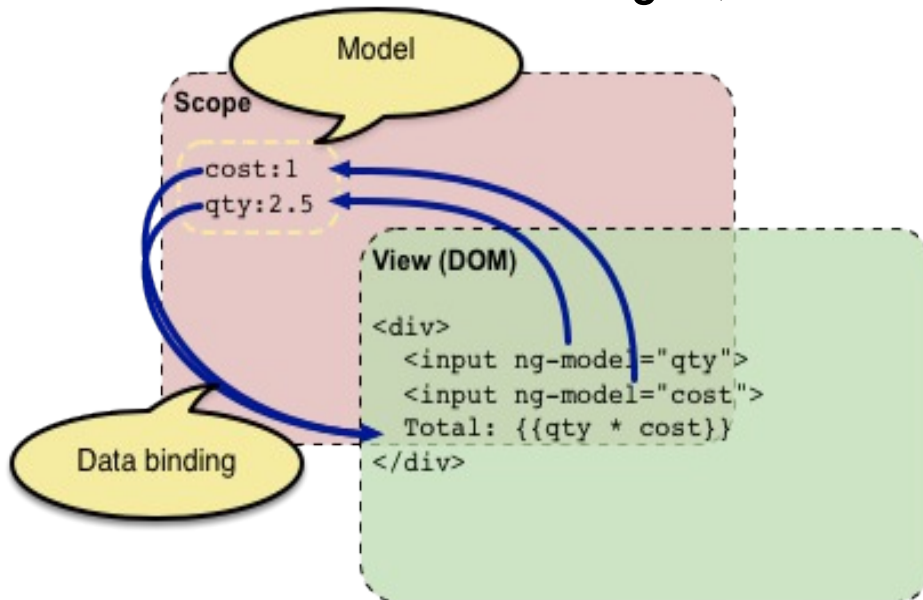 Model
Scope
cost:1
qty:2.5
View (DOM)
<div>
<input ng-model="qty">
<input ng-model="cost">
Total: {{qty * cost}}
</div>
Data binding